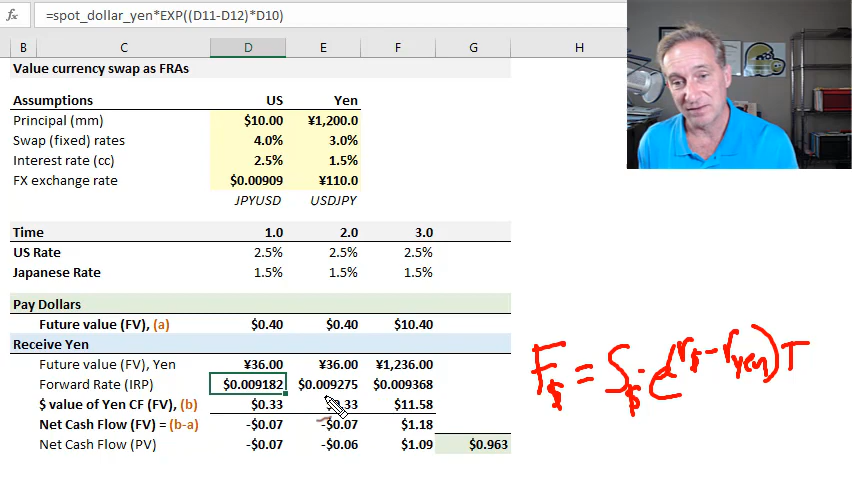 fx =spot_dollar_yen*EXP((D11-D12)*D10)
B C D E F G H
Value currency swap as FRAs
Assumptions US Yen
Principal (mm) $10.00 ¥1,200.0
Swap (fixed) rates 4.0% 3.0%
Interest rate (cc) 2.5% 1.5%
FX exchange rate $0.00909 ¥110.0
JPYUSD USDJPY
Time 1.0 2.0 3.0
US Rate 2.5% 2.5% 2.5%
Japanese Rate 1.5% 1.5% 1.5%
Pay Dollars
Future value (FV), (a) $0.40 $0.40 $10.40
Receive Yen
Future value (FV), Yen ¥36.00 ¥36.00 ¥1,236.00
Forward Rate (IRP) $0.009182 $0.009275 $0.009368
$ value of Yen CF (FV), (b) $0.33 $0.33 $11.58
Net Cash Flow (FV) = (b-a) -$0.07 -$0.07 $1.18
Net Cash Flow (PV) -$0.07 -$0.06 $1.09 $0.963
F$ = S$ · e(r$ - ryen)T